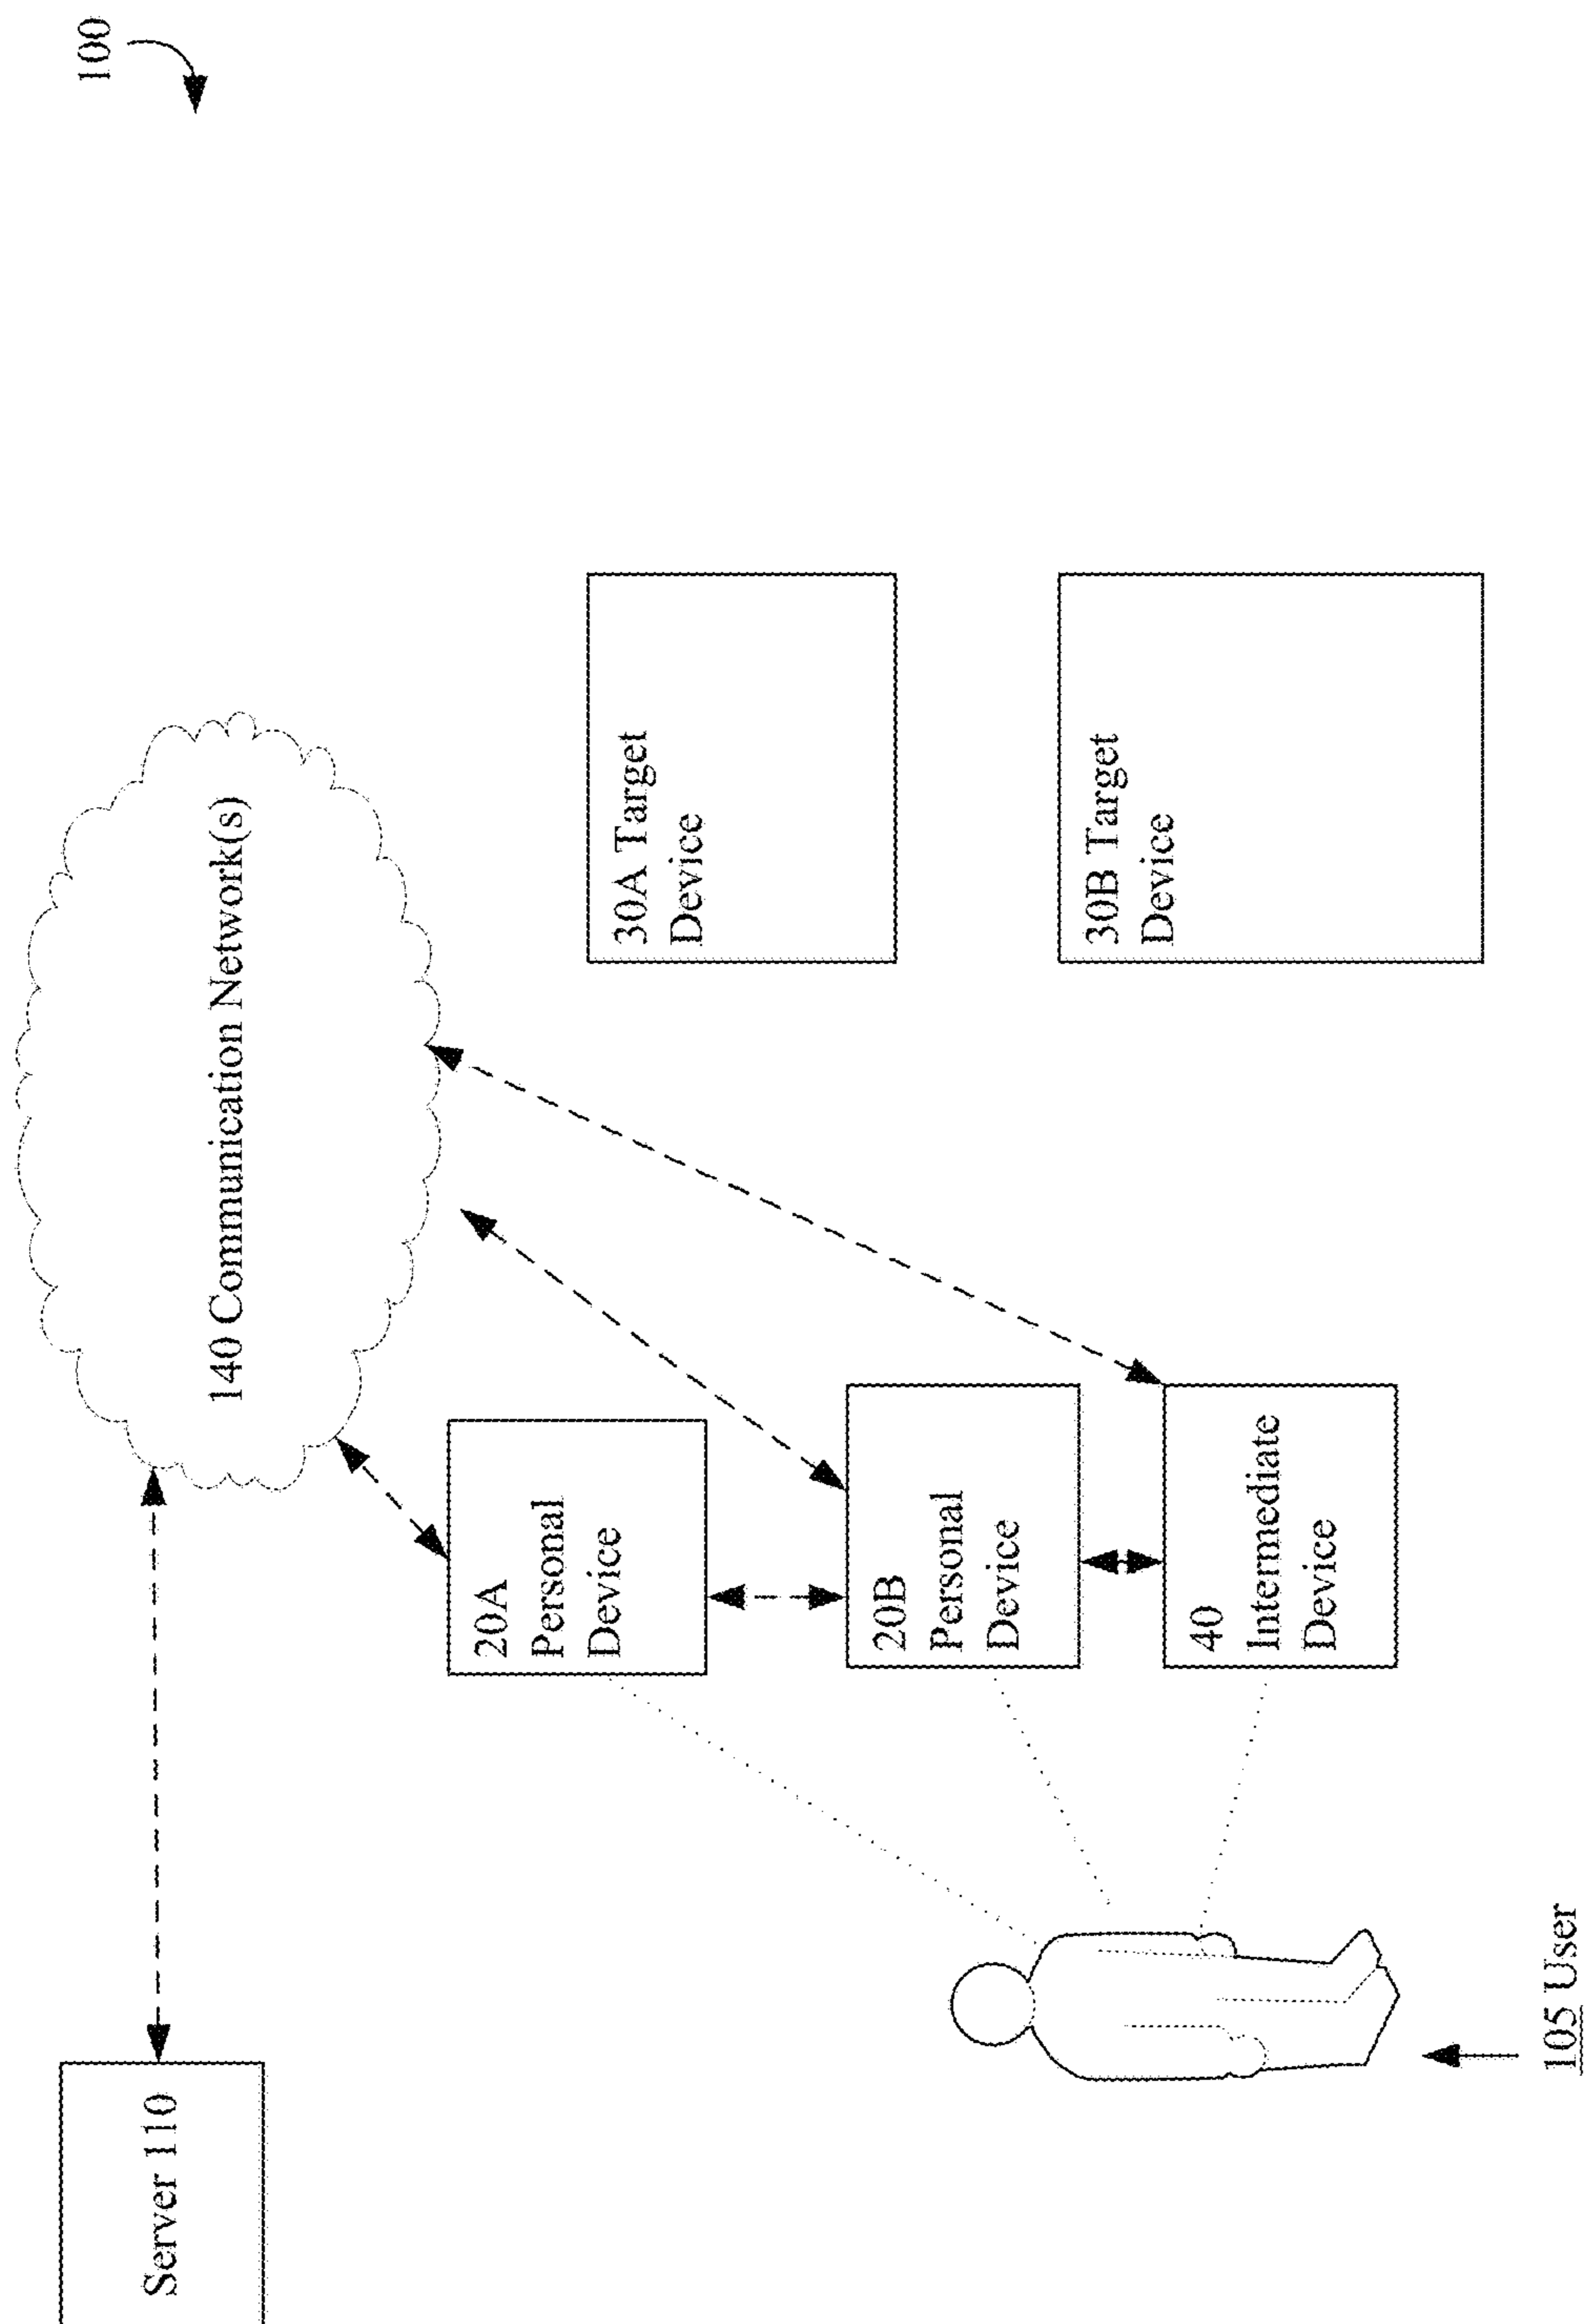 100
Server 110
140 Communication Network(s)
20A
Personal
Device
30A Target
Device
20B
Personal
Device
30B Target
Device
40
Intermediate
Device
105 User